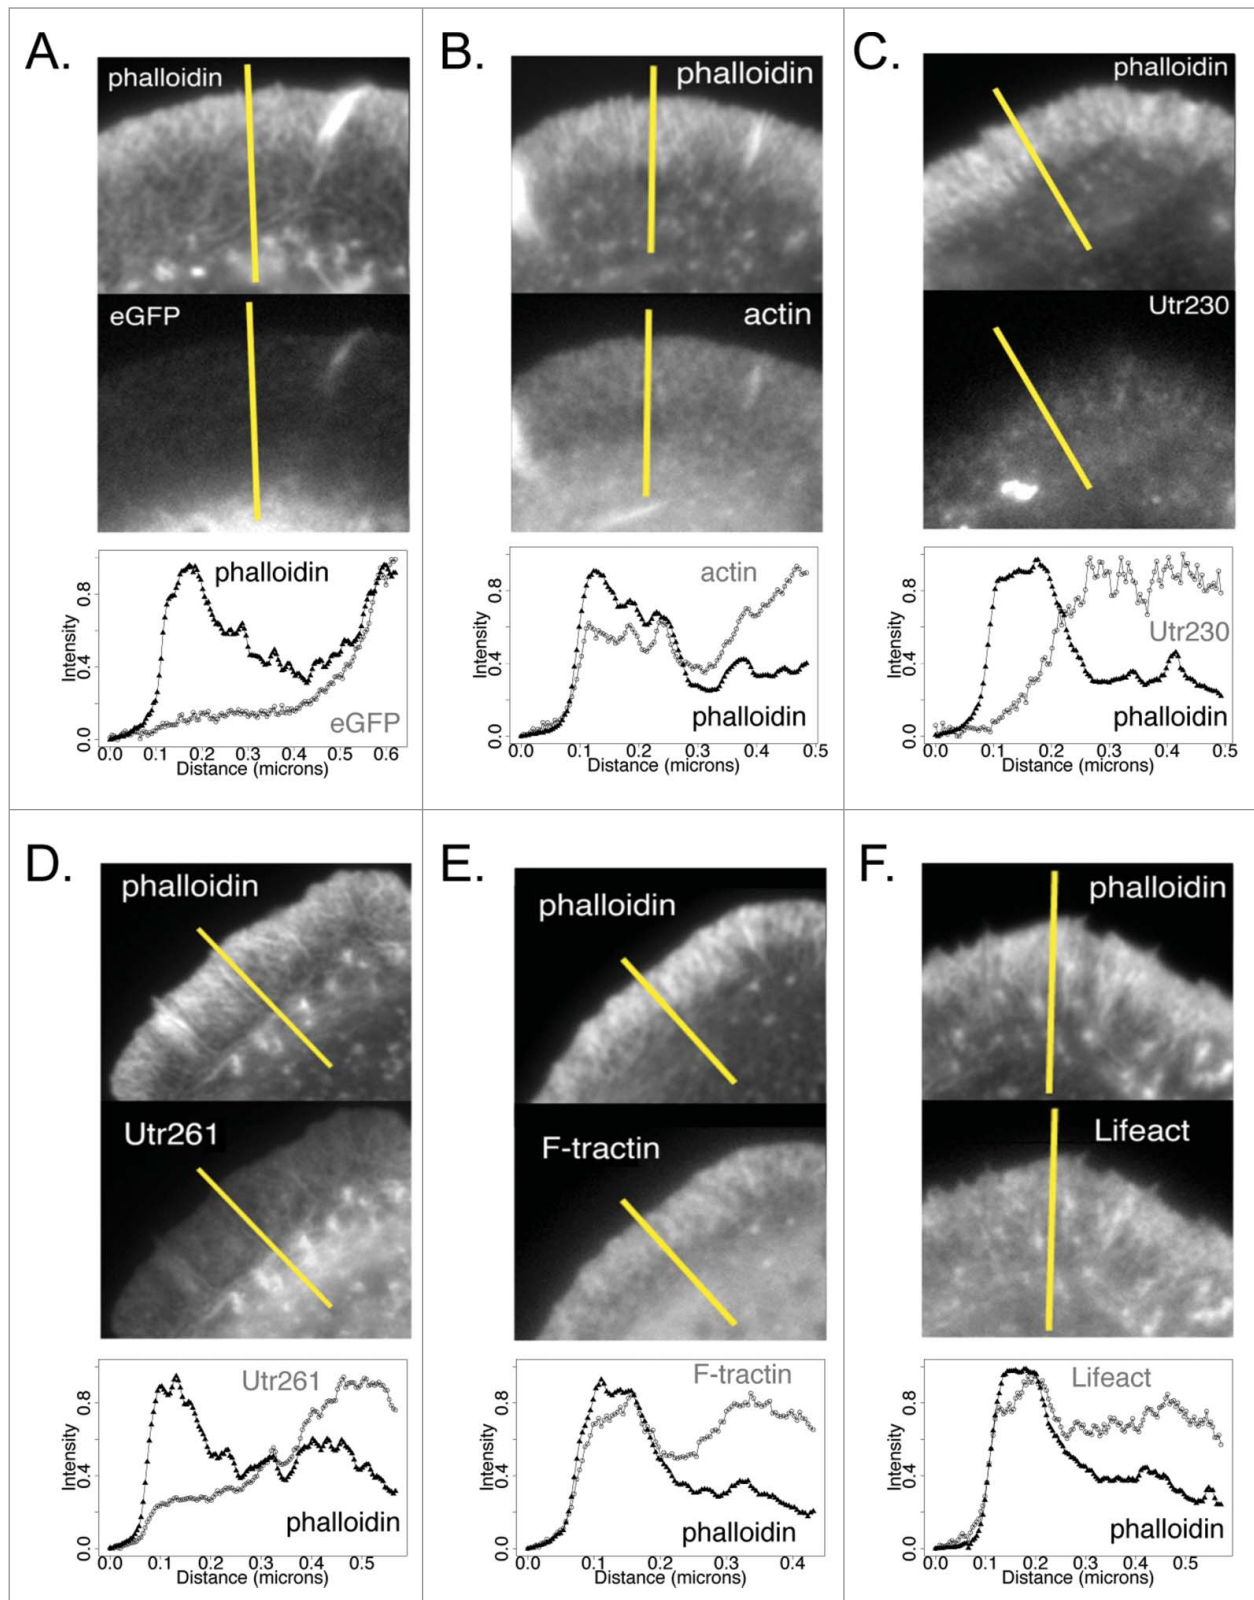 A.
phalloidin
eGFP
phalloidin
eGFP
Intensity
0.0 0.4 0.8
0.0 0.1 0.2 0.3 0.4 0.5 0.6
Distance (microns)
B.
phalloidin
actin
actin
phalloidin
Intensity
0.0 0.4 0.8
0.0 0.1 0.2 0.3 0.4 0.5
Distance (microns)
C.
phalloidin
Utr230
Utr230
phalloidin
Intensity
0.0 0.4 0.8
0.0 0.1 0.2 0.3 0.4 0.5
Distance (microns)
D.
phalloidin
Utr261
Utr261
phalloidin
Intensity
0.0 0.4 0.8
0.0 0.1 0.2 0.3 0.4 0.5
Distance (microns)
E.
phalloidin
F-tractin
F-tractin
phalloidin
Intensity
0.0 0.4 0.8
0.0 0.1 0.2 0.3 0.4
Distance (microns)
F.
phalloidin
Lifeact
Lifeact
phalloidin
Intensity
0.0 0.4 0.8
0.0 0.1 0.2 0.3 0.4 0.5
Distance (microns)